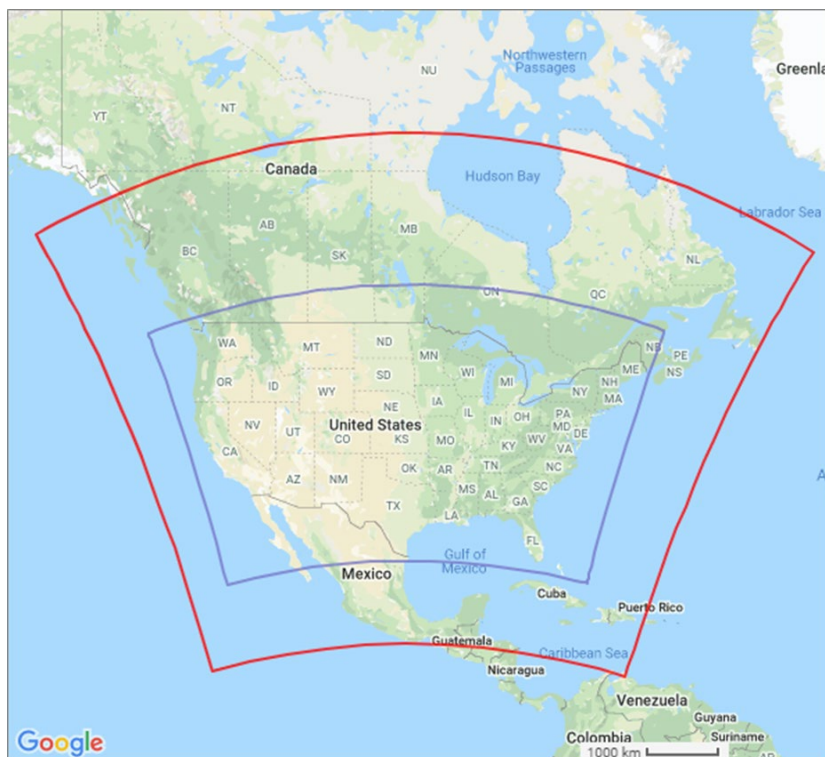 Northwestern
Passages
NU
Greenla
YT
NT
Canada
Hudson Bay
Labrador Sea
AB
MB
BC
SK
NL
ON
QC
WA
MT
ND
MN
NB
PE
OR
ID
SD
WI
MI
ME
NS
WY
NH
NY
MA
NE
IA
IL
IN
OH
PA
MD
DE
NV
UT
United States
CO
KS
MO
KY
WV
VA
CA
AZ
NM
OK
AR
TN
NC
MS
AL
SC
GA
TX
LA
FL
Gulf of
Mexico
Mexico
Cuba
Puerto Rico
Guatemala
Caribbean Sea
Nicaragua
Venezuela
Guyana
Suriname
Colombia
AP
Google
1000 km
A